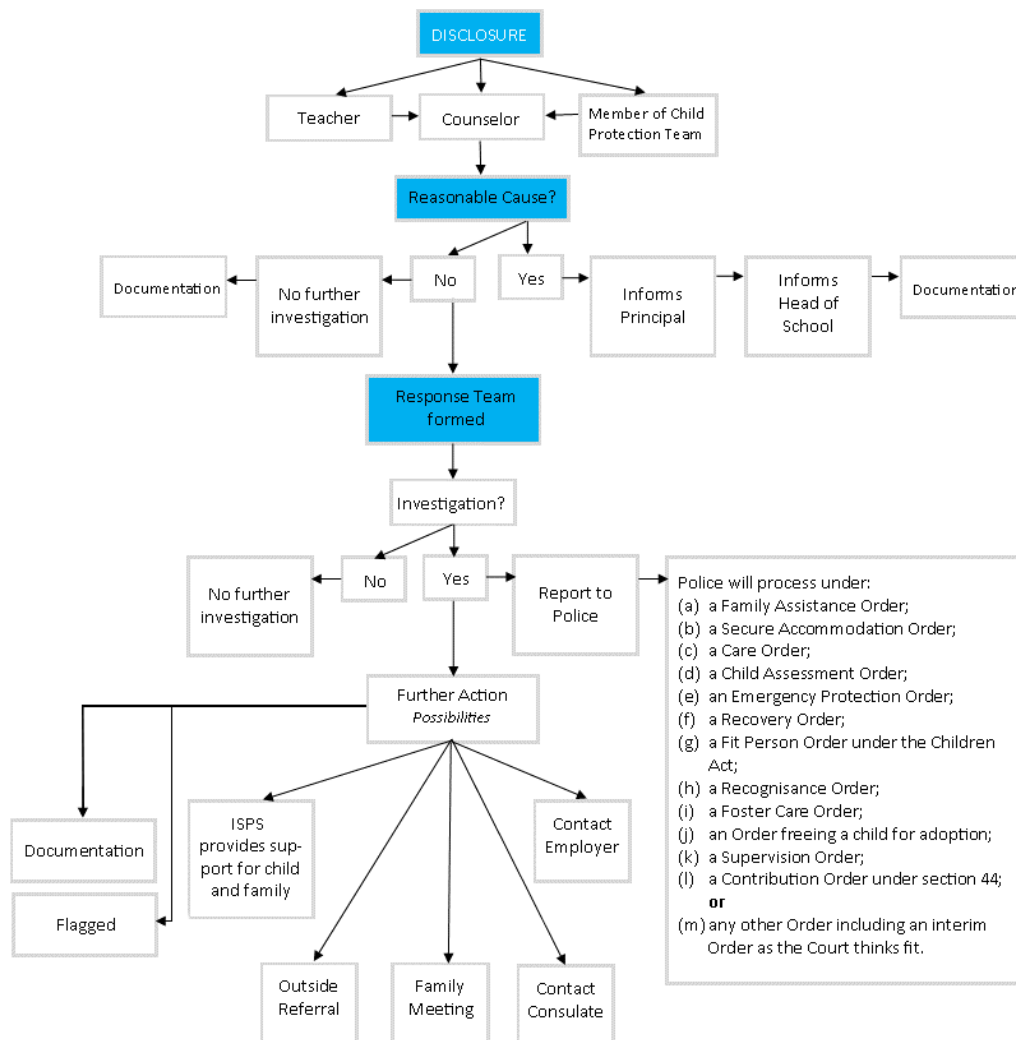 DISCLOSURE
Teacher
Counselor
Member of Child
Protection Team
Reasonable Cause?
Documentation
No further
investigation
No
Yes
Informs
Principal
Informs
Head of
School
Documentation
Response Team
formed
Investigation?
No further
investigation
No
Yes
Report to
Police
Police will process under:
(a) a Family Assistance Order;
(b) a Secure Accommodation Order;
(c) a Care Order;
(d) a Child Assessment Order;
(e) an Emergency Protection Order;
(f) a Recovery Order;
(g) a Fit Person Order under the Children
Act;
(h) a Recognisance Order;
(i) a Foster Care Order;
(j) an Order freeing a child for adoption;
(k) a Supervision Order;
(l) a Contribution Order under section 44;
or
(m) any other Order including an interim
Order as the Court thinks fit.
Further Action
Possibilities
Documentation
Flagged
ISPS
provides sup-
port for child
and family
Contact
Employer
Outside
Referral
Family
Meeting
Contact
Consulate